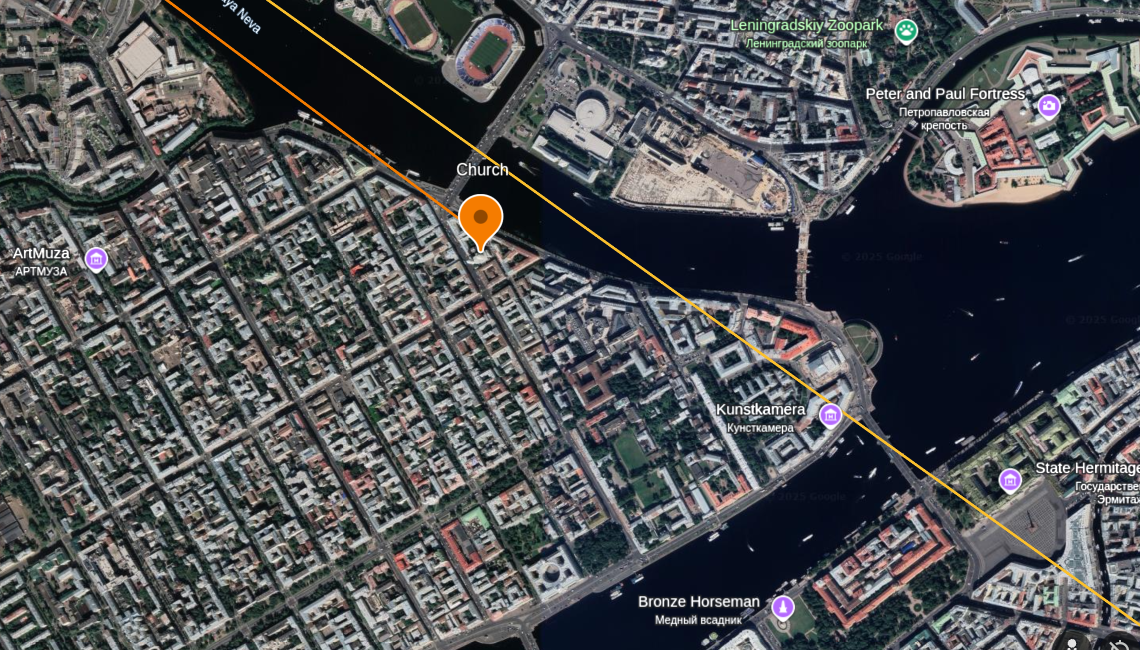 aya Neva
Leningradskiy Zoopark
Ленинградский зоопарк
Peter and Paul Fortress
Петропавловская
крепость
Church
ArtMuza
АРТМУЗА
© 2025 Google
© 2025 Google
Kunstkamera
Кунсткамера
State Hermitage
Государстве
Эрмитаж
2025 Google
Bronze Horseman
Медный всадник